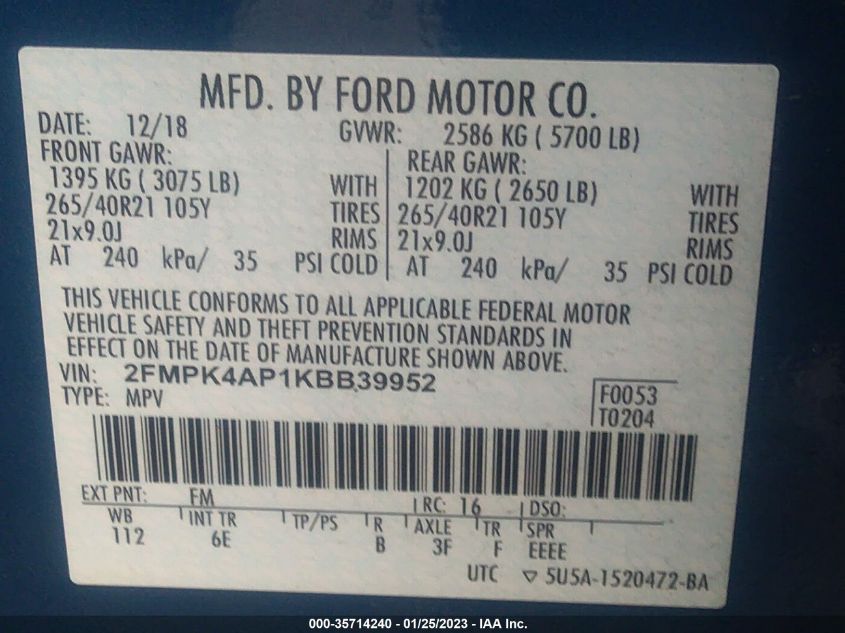 MFD. BY FORD MOTOR CO.
DATE: 12/18 GVWR: 2586 KG ( 5700 LB)
FRONT GAWR: REAR GAWR:
1395 KG ( 3075 LB) WITH 1202 KG ( 2650 LB) WITH
265/40R21 105Y TIRES 265/40R21 105Y TIRES
21x9.0J RIMS 21x9.0J RIMS
AT 240 kPa/ 35 PSI COLD AT 240 kPa/ 35 PSI COLD
THIS VEHICLE CONFORMS TO ALL APPLICABLE FEDERAL MOTOR
VEHICLE SAFETY AND THEFT PREVENTION STANDARDS IN
EFFECT ON THE DATE OF MANUFACTURE SHOWN ABOVE.
VIN: 2FMPK4AP1KBB39952
TYPE: MPV
F0053
T0204
EXT PNT: FM RC: 16 DSO:
WB INT TR TP/PS R AXLE TR SPR
112 6E B 3F F EEEE
UTC ▽ 5U5A-1520472-BA
000-35714240 - 01/25/2023 - IAA Inc.